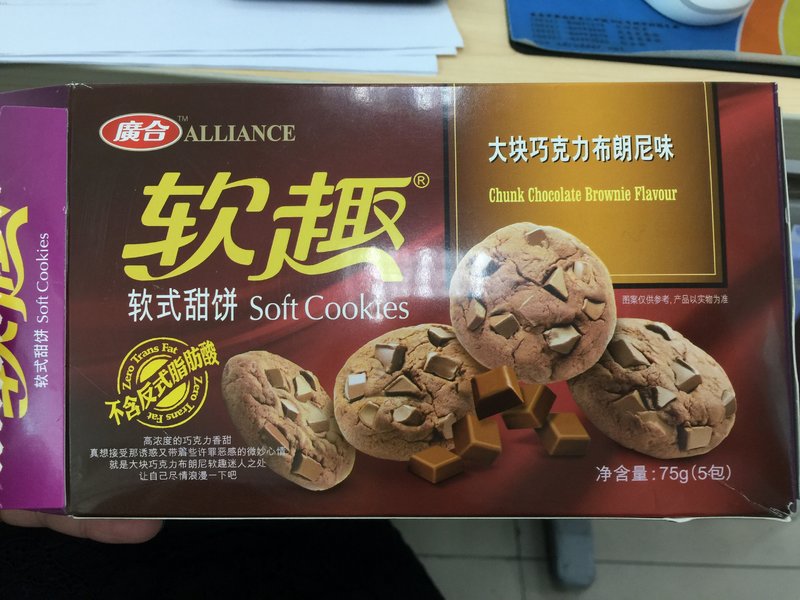 廣合™ ALLIANCE
软趣®
软式甜饼 Soft Cookies
大块巧克力布朗尼味
Chunk Chocolate Brownie Flavour
图案仅供参考,产品以实物为准
Zero Trans Fat
不含反式脂肪酸
Zero Trans Fat
高浓度的巧克力香甜
真想接受那诱惑又带着些许罪恶感的微妙心情
就是大块巧克力布朗尼软趣迷人之处
让自己尽情浪漫一下吧
净含量:75g(5包)
软式甜饼 Soft Cookies